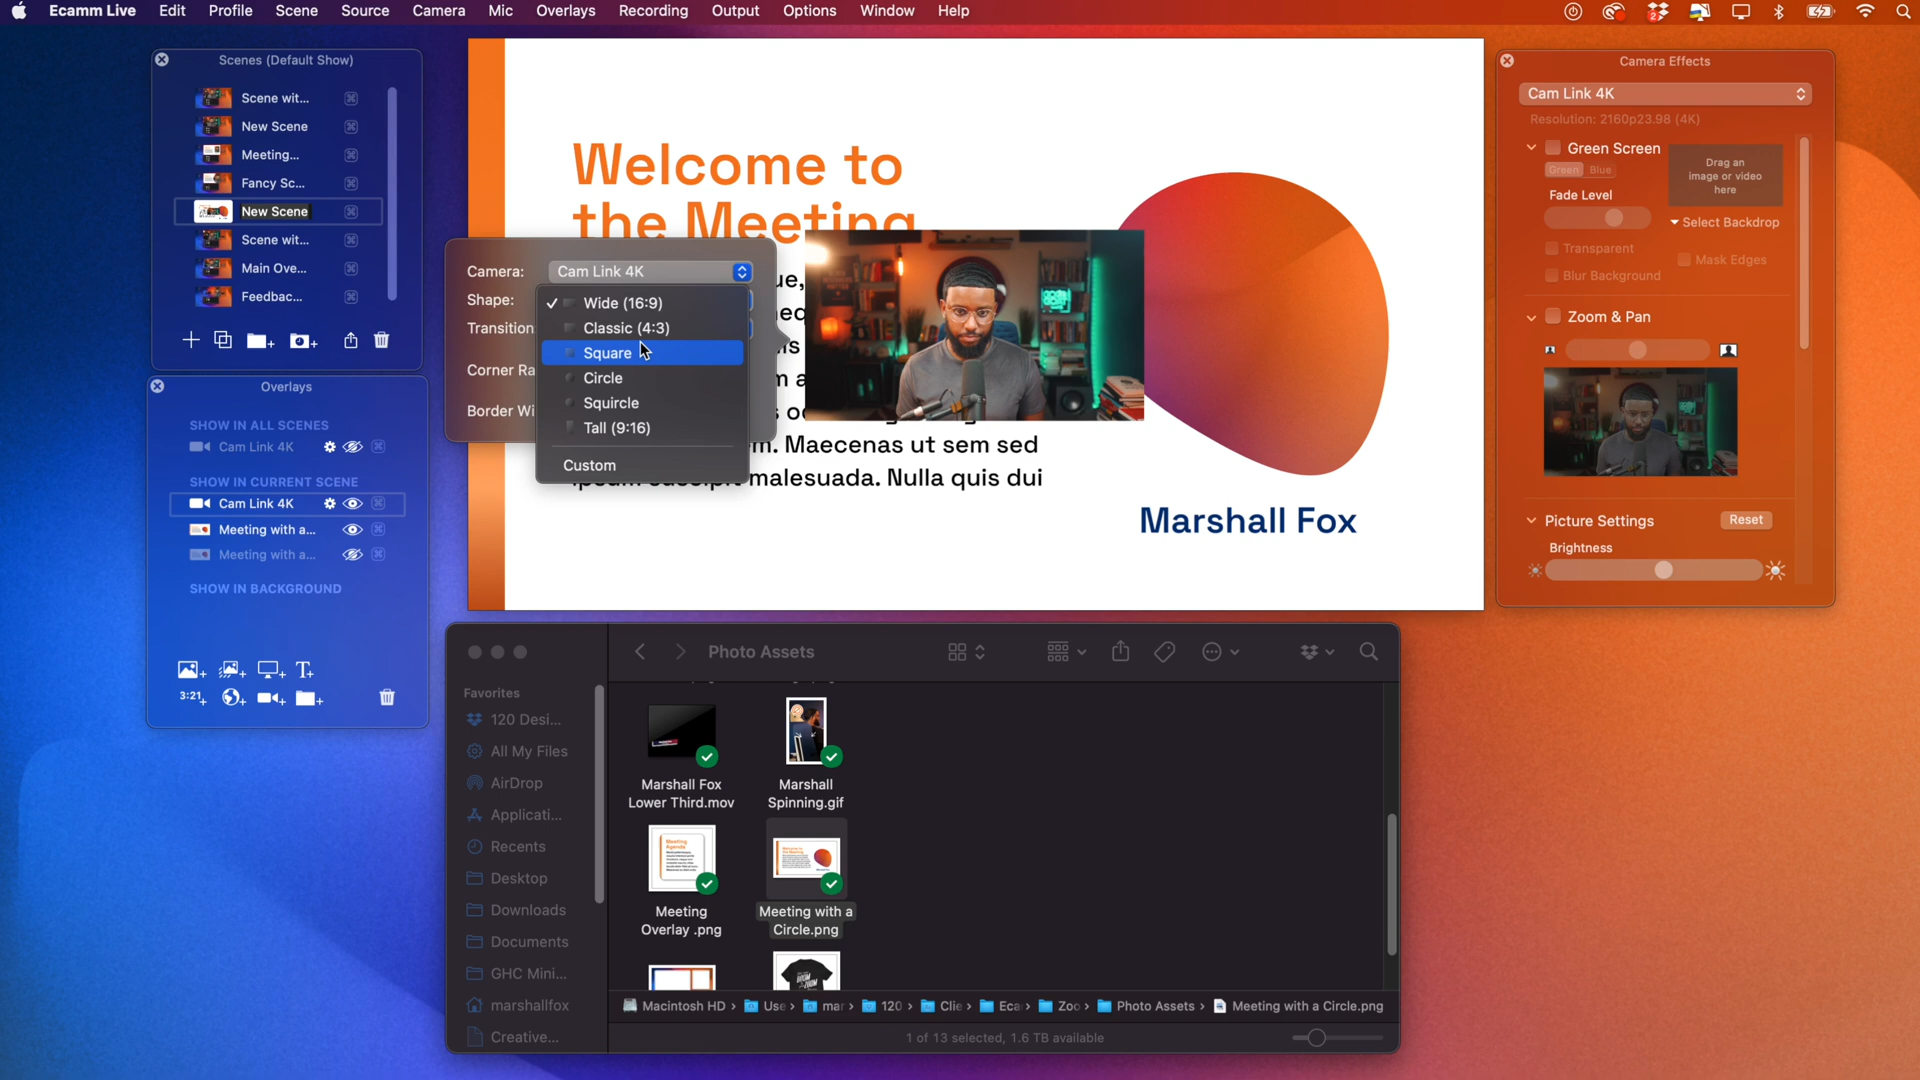 Ecamm Live Edit Profile Scene Source Camera Mic Overlays Recording Output Options Window Help
Scenes (Default Show)
Scene wit...
New Scene
Meeting...
Fancy Sc...
New Scene
Scene wit...
Main Ove...
Feedbac...
Overlays
SHOW IN ALL SCENES
Cam Link 4K
SHOW IN CURRENT SCENE
Cam Link 4K
Meeting with a...
Meeting with a...
SHOW IN BACKGROUND
3:21
Welcome to
the Meeting
m. Maecenas ut sem sed
malesuada. Nulla quis dui
Marshall Fox
Camera: Cam Link 4K
Shape:
Transition
Corner Ra
Border Wi
Wide (16:9)
Classic (4:3)
Square
Circle
Squircle
Tall (9:16)
Custom
Camera Effects
Cam Link 4K
Resolution: 2160p23.98 (4K)
Green Screen
Green Blue
Drag an
image or video
here
Fade Level
Select Backdrop
Transparent
Mask Edges
Blur Background
Zoom & Pan
Picture Settings
Reset
Brightness
Photo Assets
Favorites
120 Desi...
All My Files
AirDrop
Applicati...
Recents
Desktop
Downloads
Documents
GHC Mini...
marshallfox
Creative...
Marshall Fox
Lower Third.mov
Marshall
Spinning.gif
Meeting
Overlay .png
Meeting with a
Circle.png
Macintosh HD › Use › mar › 120 › Clie › Eca › Zoo › Photo Assets › Meeting with a Circle.png
1 of 13 selected, 1.6 TB available